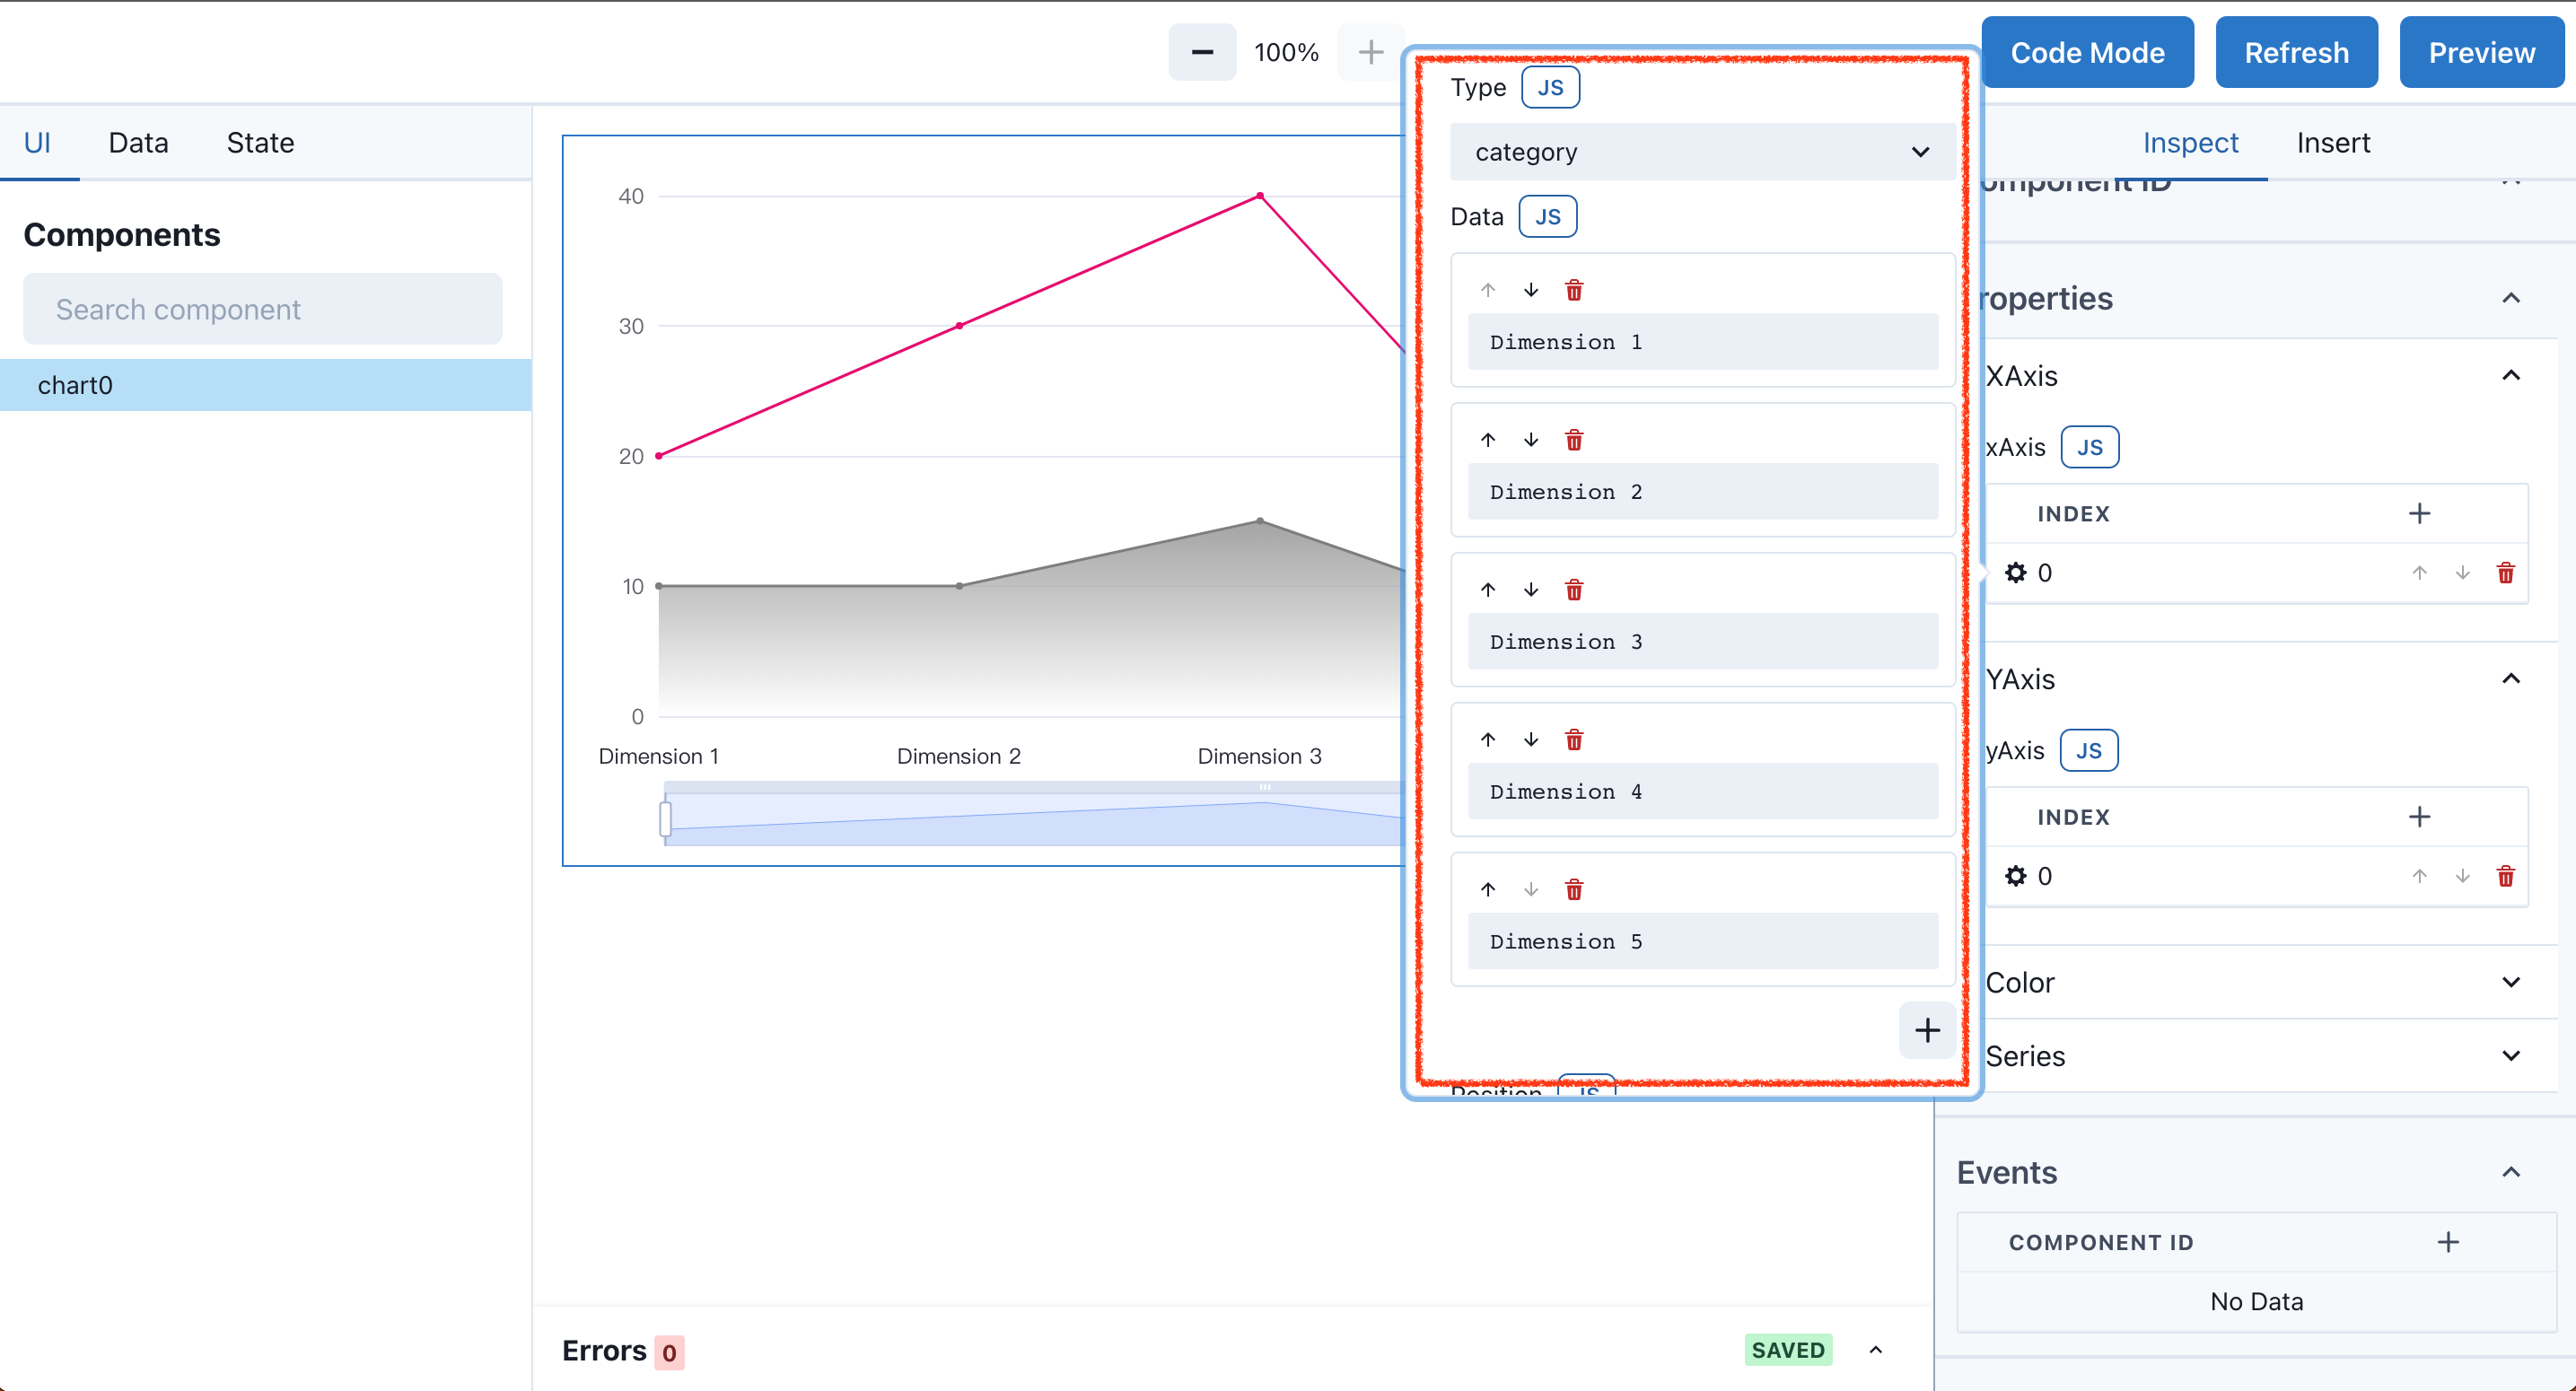 100%
Code Mode
Refresh
Preview
UI
Data
State
Components
Search component
chart0
40
30
20
10
0
Dimension 1
Dimension 2
Dimension 3
Type JS
category
Data JS
Dimension 1
Dimension 2
Dimension 3
Dimension 4
Dimension 5
Position JS
Inspect
Insert
omponent ID
roperties
XAxis
xAxis JS
INDEX
0
YAxis
yAxis JS
INDEX
0
Color
Series
Events
COMPONENT ID
No Data
Errors 0
SAVED